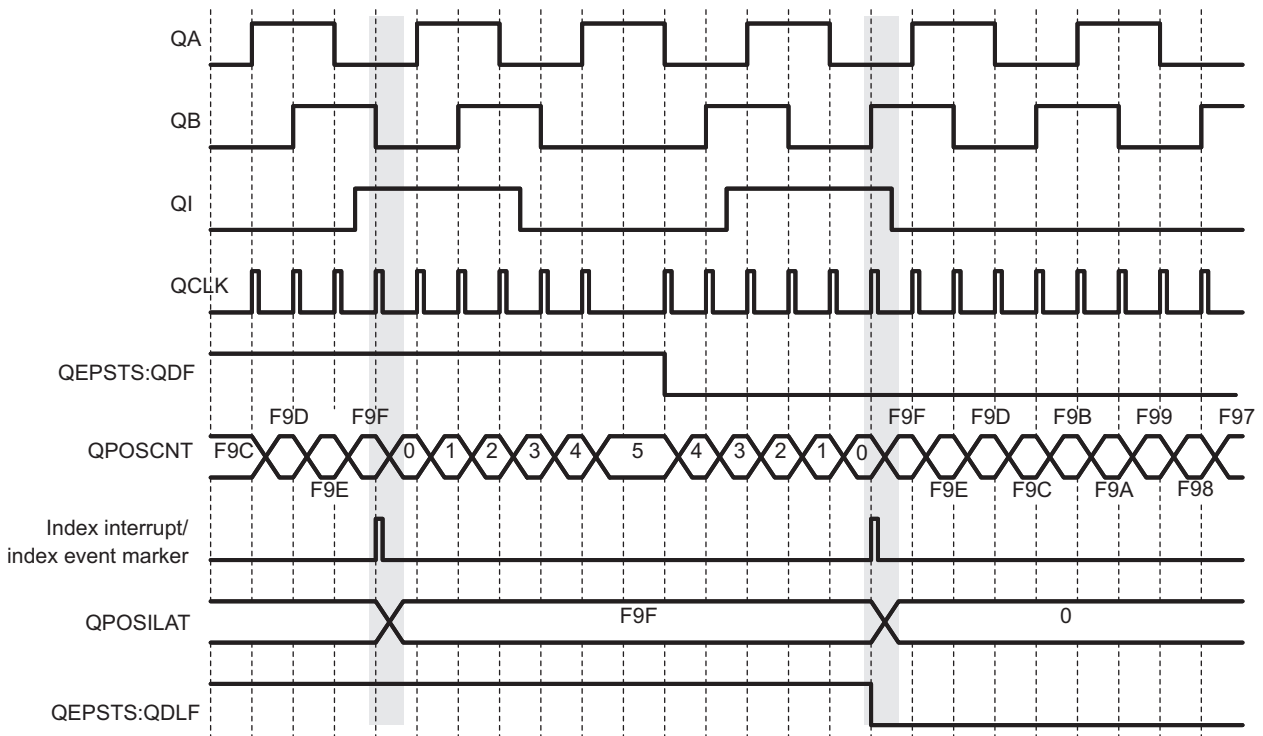 QA
QB
QI
QCLK
QEPSTS:QDF
F9D F9F F9F F9D F9B F99 F97
QPOSCNT F9C 0 1 2 3 4 5 4 3 2 1 0
F9E F9E F9C F9A F98
Index interrupt/
index event marker
QPOSILAT F9F 0
QEPSTS:QDLF